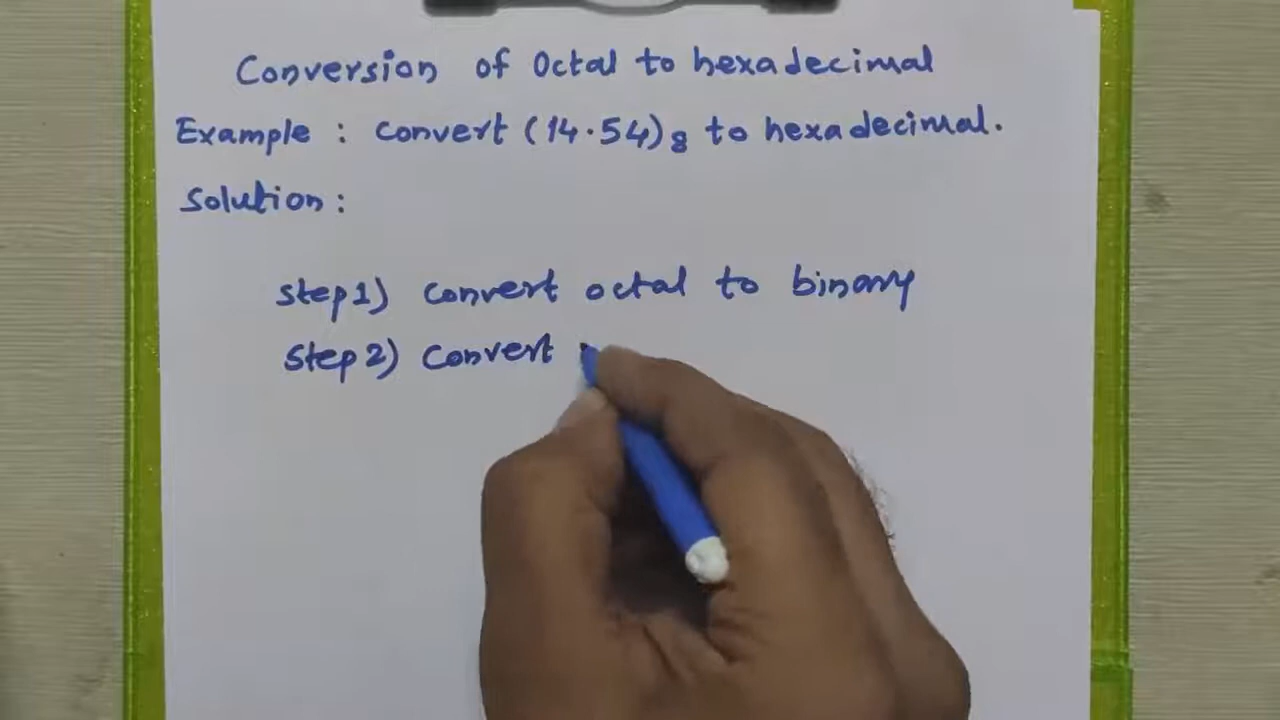 Conversion of Octal to hexadecimal
Example : Convert (14.54)₈ to hexadecimal.
Solution :
Step1) Convert octal to binary
Step2) Convert